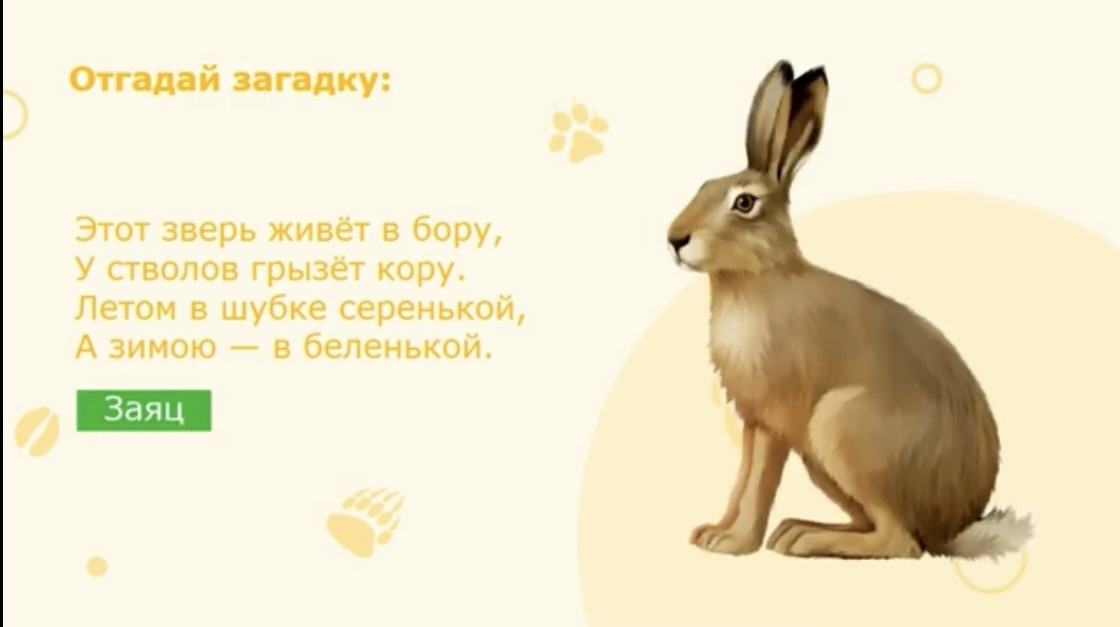 Отгадай загадку:
Этот зверь живёт в бору,
У стволов грызёт кору.
Летом в шубке серенькой,
А зимою — в беленькой.
Заяц